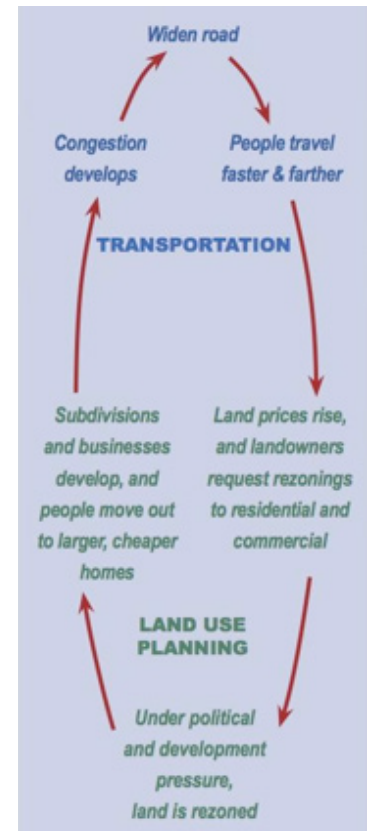 Widen road
People travel
faster & farther
Congestion
develops
TRANSPORTATION
Land prices rise,
and landowners
request rezonings
to residential and
commercial
Subdivisions
and businesses
develop, and
people move out
to larger, cheaper
homes
LAND USE
PLANNING
Under political
and development
pressure,
land is rezoned